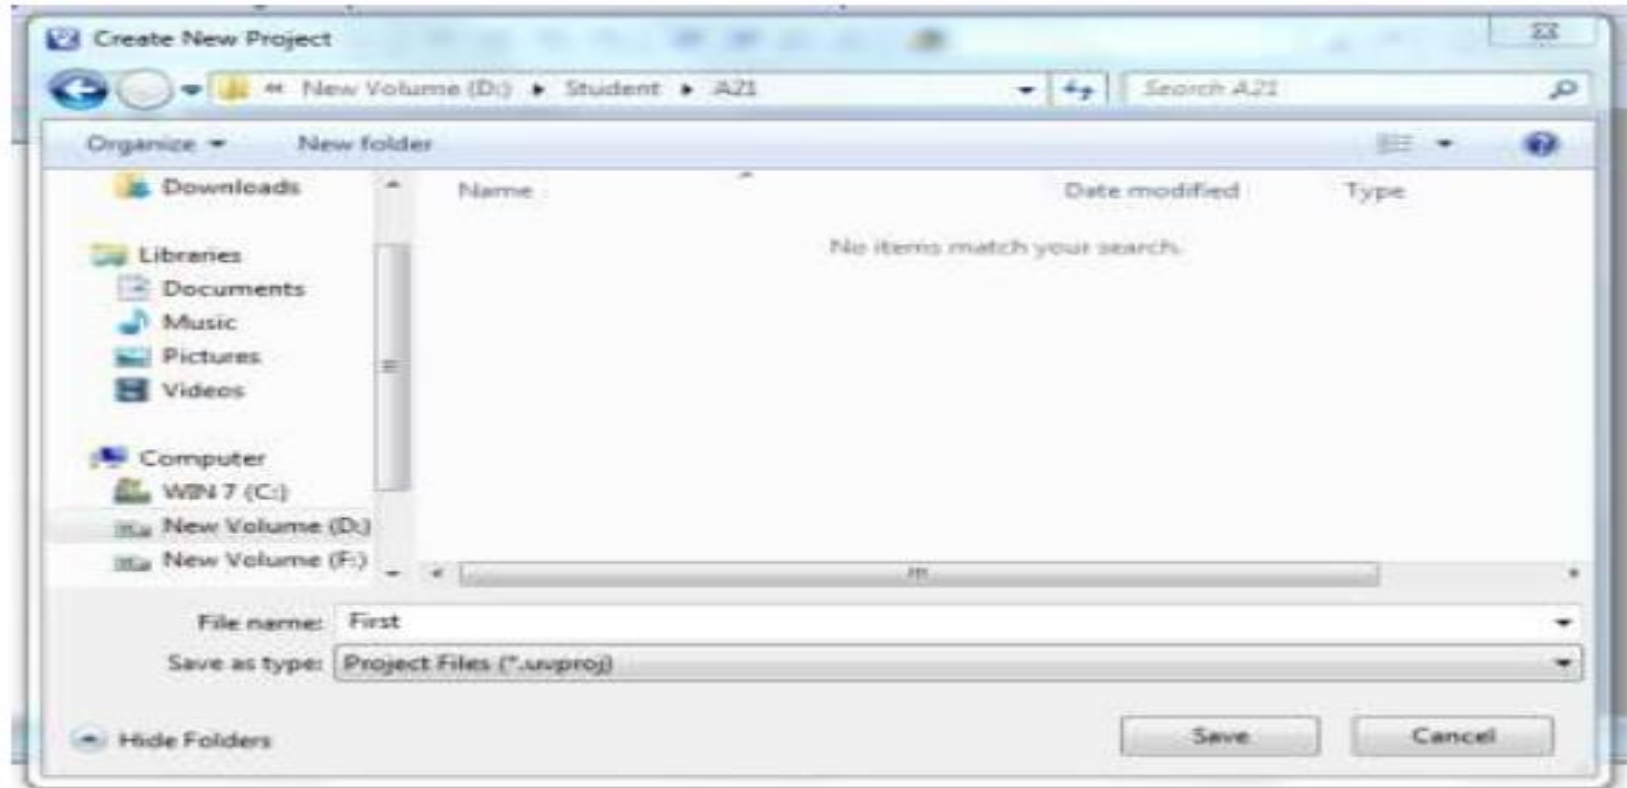 Create New Project
« New Volume (D:) ▸ Student ▸ A21
Search A21
Organize
New folder
Name
Date modified
Type
No items match your search.
Downloads
Libraries
Documents
Music
Pictures
Videos
Computer
WIN 7 (C:)
New Volume (D:)
New Volume (F:)
File name: First
Save as type: Project Files (*.uvproj)
Hide Folders
Save
Cancel